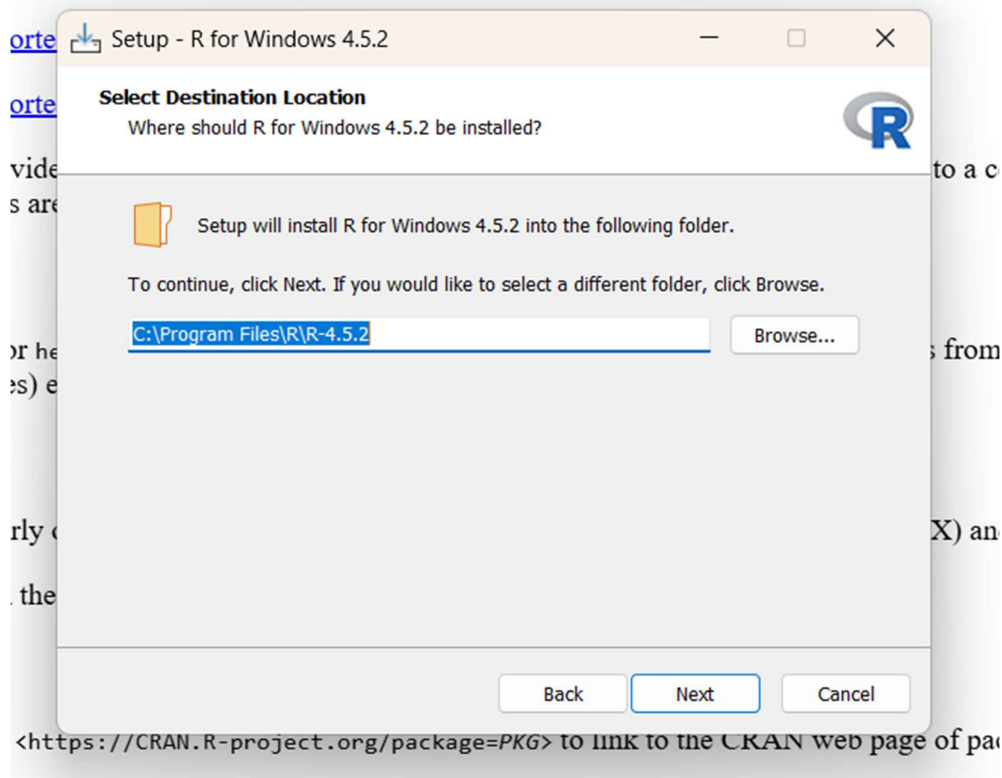 orte
Setup - R for Windows 4.5.2
Select Destination Location
orte
Where should R for Windows 4.5.2 be installed?
R
vide
to a c
s are
Setup will install R for Windows 4.5.2 into the following folder.
To continue, click Next. If you would like to select a different folder, click Browse.
C:\Program Files\R\R-4.5.2
Browse...
or he
s from
es) e
rly
X) an
the
Back
Next
Cancel
<https://CRAN.R-project.org/package=PKG> to link to the CRAN web page of pac